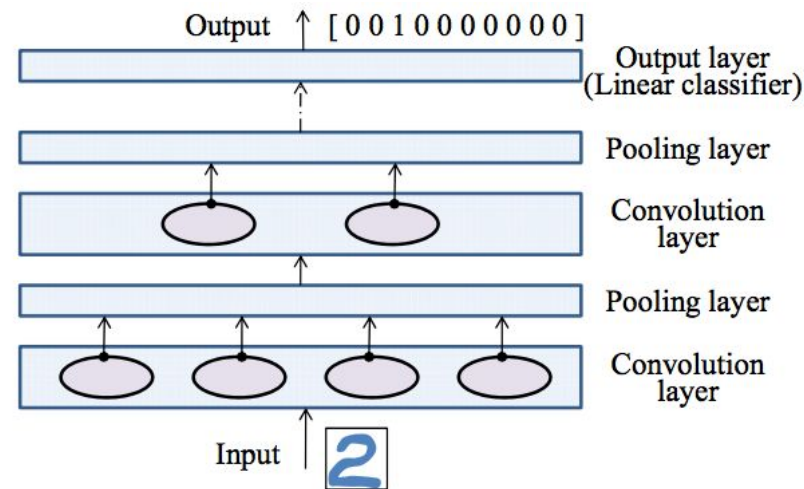 Output [ 0 0 1 0 0 0 0 0 0 0 ]
Output layer
(Linear classifier)
Pooling layer
Convolution
layer
Pooling layer
Convolution
layer
Input 2